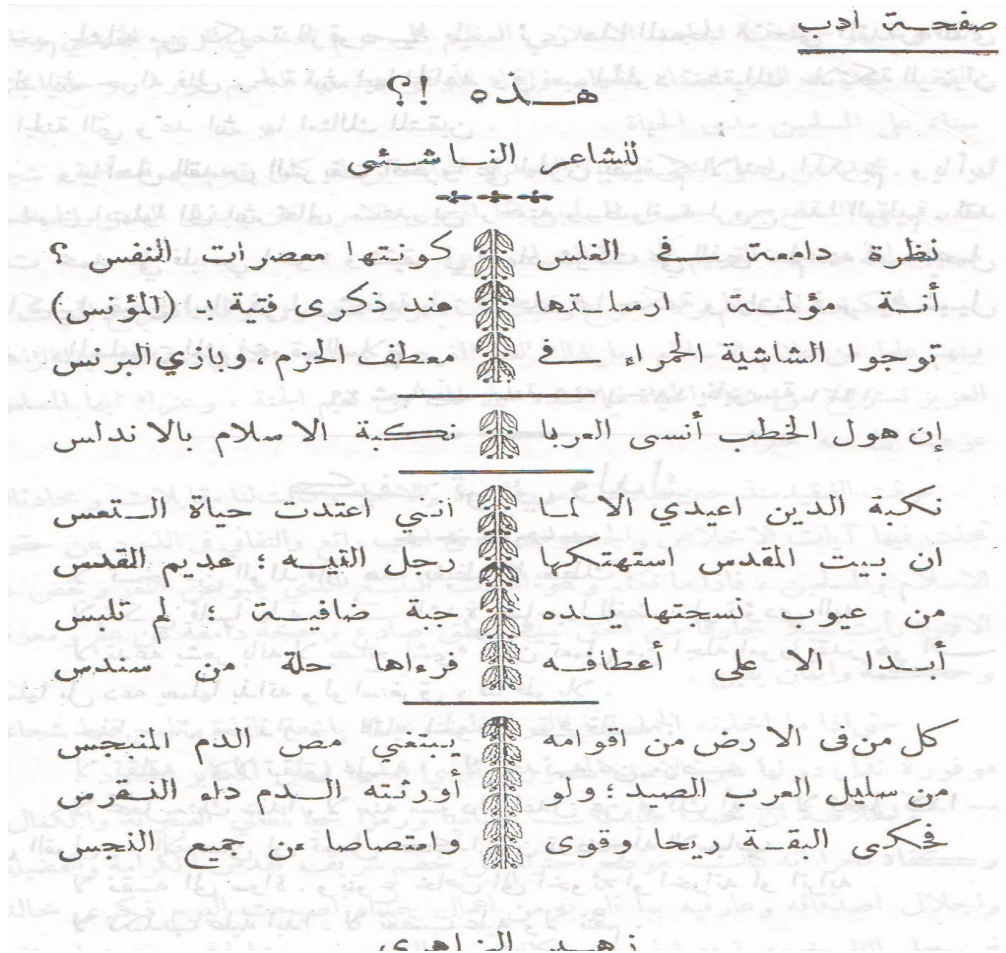 صفحة ادب
هذه !؟
للشاعر الناشئ
نظرة دامعة في الغلس كونتها معصرات النفس ؟
أنة مؤلمة ارسلتها عند ذكرى فتية بـ (المؤنس)
توجوا الشاشية الحمراء في معطف الحزم ، وبازي البرنس
إن هول الخطب أنسى العربا نكبة الاسلام بالاندلس
نكبة الدين اعيدي الالما انني اعتدت حياة التعس
ان بيت المقدس استهتكها رجل التيه ؛ عديم القدس
من عيوب نسجتها يده جبة ضافية ؛ لم تلبس
أبدا الا على أعطافه فرءاها حلة من سندس
كل من فى الارض من اقوامه يبتغي مص الدم المنبجس
من سليل العرب الصيد ؛ ولو أورثته الدم داء النقرس
فحكى البقة ريحا وقوى وامتصاصا من جميع النجس
زهير الزاهري